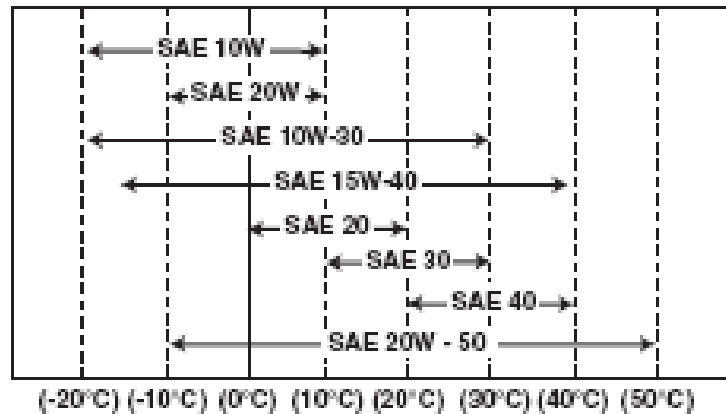 SAE 10W
SAE 20W
SAE 10W-30
SAE 15W-40
SAE 20
SAE 30
SAE 40
SAE 20W - 50
(-20°C) (-10°C) (0°C) (10°C) (20°C) (30°C) (40°C) (50°C)